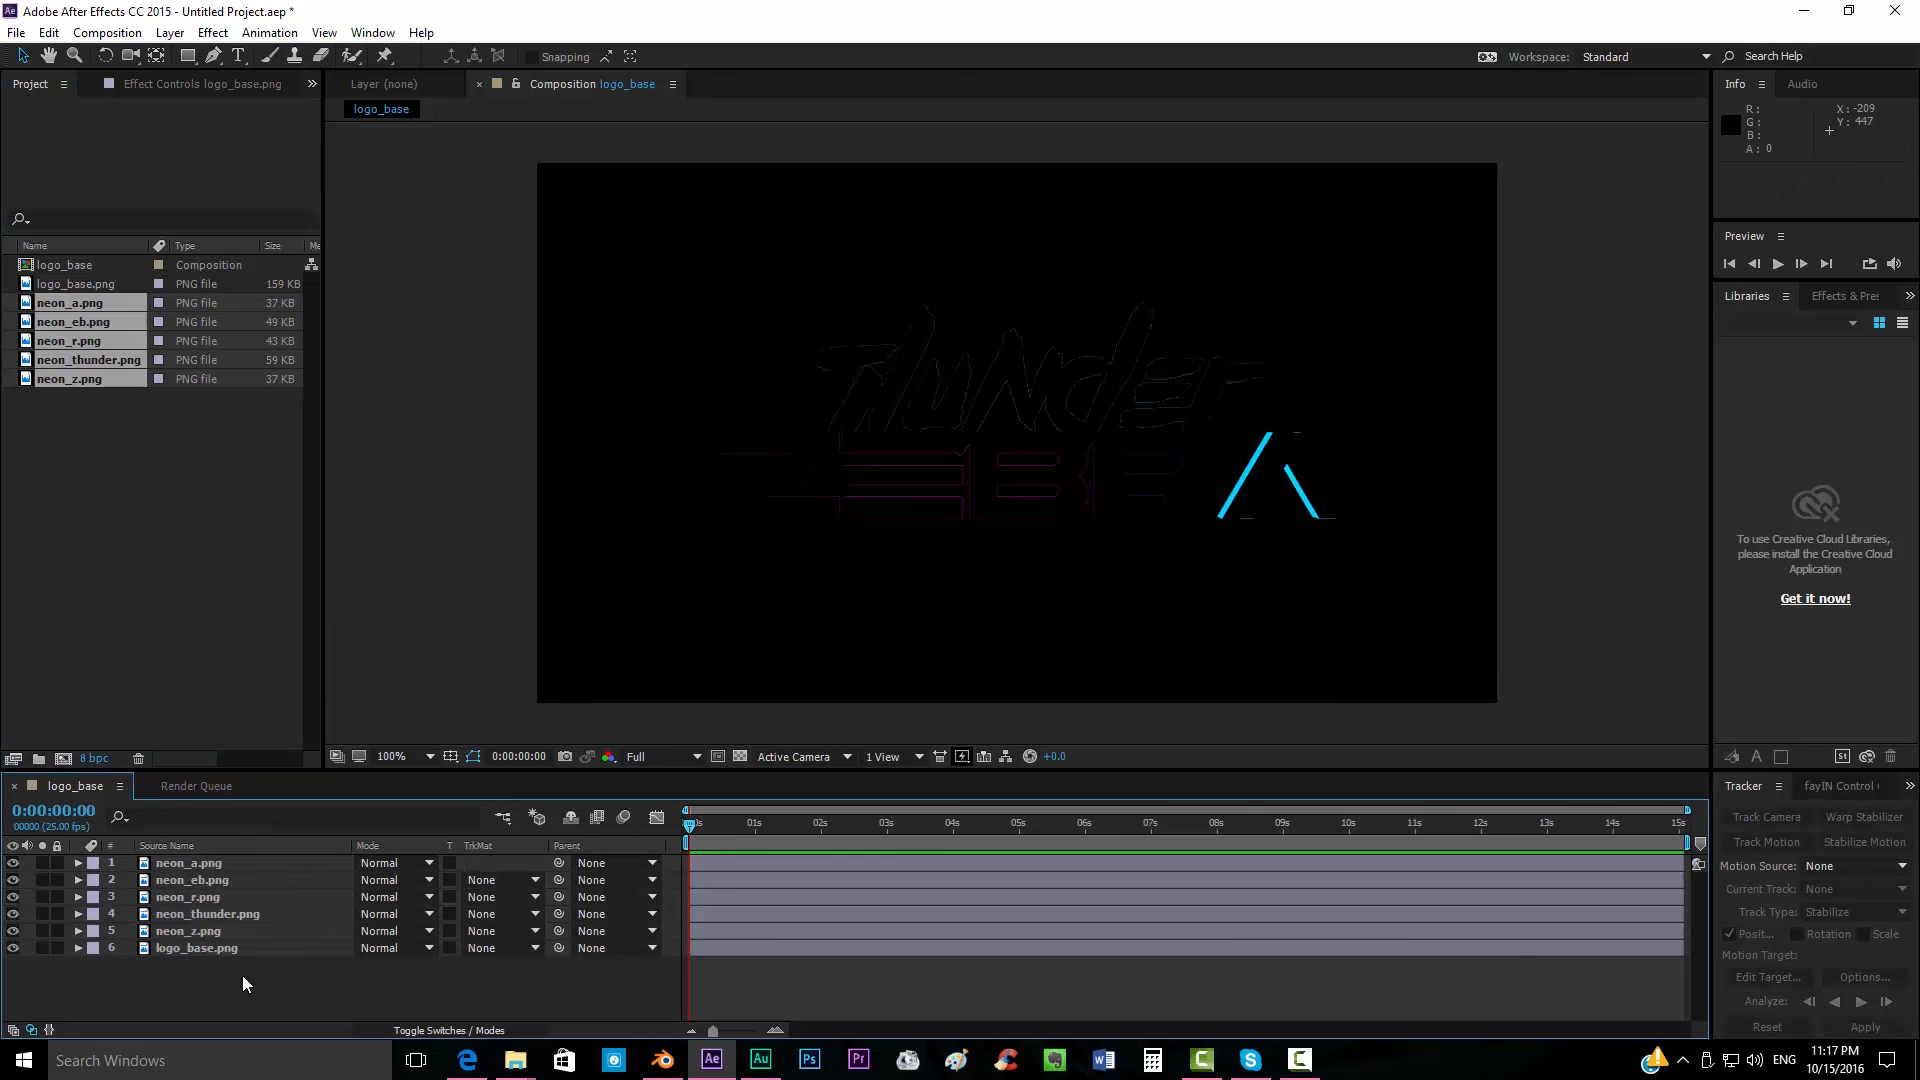 Adobe After Effects CC 2015 - Untitled Project.aep *
File Edit Composition Layer Effect Animation View Window Help
Snapping
Workspace: Standard
Search Help
Project Effect Controls logo_base.png »
Layer (none) × Composition logo_base
logo_base
Info Audio
R:
G:
B:
A: 0
X: -209
Y: 447
Name Type Size Me
logo_base Composition
logo_base.png PNG file 159 KB
neon_a.png PNG file 37 KB
neon_eb.png PNG file 49 KB
neon_r.png PNG file 43 KB
neon_thunder.png PNG file 59 KB
neon_z.png PNG file 37 KB
Thunder
ZEBRA
Preview
Libraries Effects & Pres »
To use Creative Cloud Libraries,
please install the Creative Cloud
Application
Get it now!
8 bpc
100% 0:00:00:00 Full Active Camera 1 View +0.0
× logo_base Render Queue
0:00:00:00
00000 (25.00 fps)
01s 02s 03s 04s 05s 06s 07s 08s 09s 10s 11s 12s 13s 14s 15s
# Source Name Mode T TrkMat Parent
1 neon_a.png Normal None
2 neon_eb.png Normal None None
3 neon_r.png Normal None None
4 neon_thunder.png Normal None None
5 neon_z.png Normal None None
6 logo_base.png Normal None None
Toggle Switches / Modes
Tracker fayIN Control »
Track Camera Warp Stabilizer
Track Motion Stabilize Motion
Motion Source: None
Current Track: None
Track Type: Stabilize
Posit... Rotation Scale
Motion Target:
Edit Target... Options...
Analyze:
Reset Apply
Search Windows
Ae Au Ps Pr
ENG
11:17 PM
10/15/2016